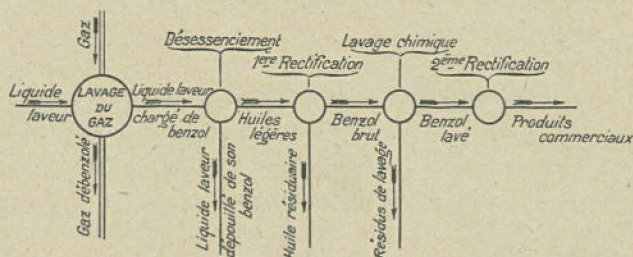 Gaz
Désessenciement
1ère Rectification
Lavage chimique
2ème Rectification
Liquide
laveur
LAVAGE
DU
GAZ
Liquide laveur
chargé de
benzol
Huiles
légères
Benzol
brut
Benzol
lavé
Produits
commerciaux
Gaz débenzolé
Liquide laveur
dépouillé de son
benzol
Huile résiduaire
Résidus de lavage